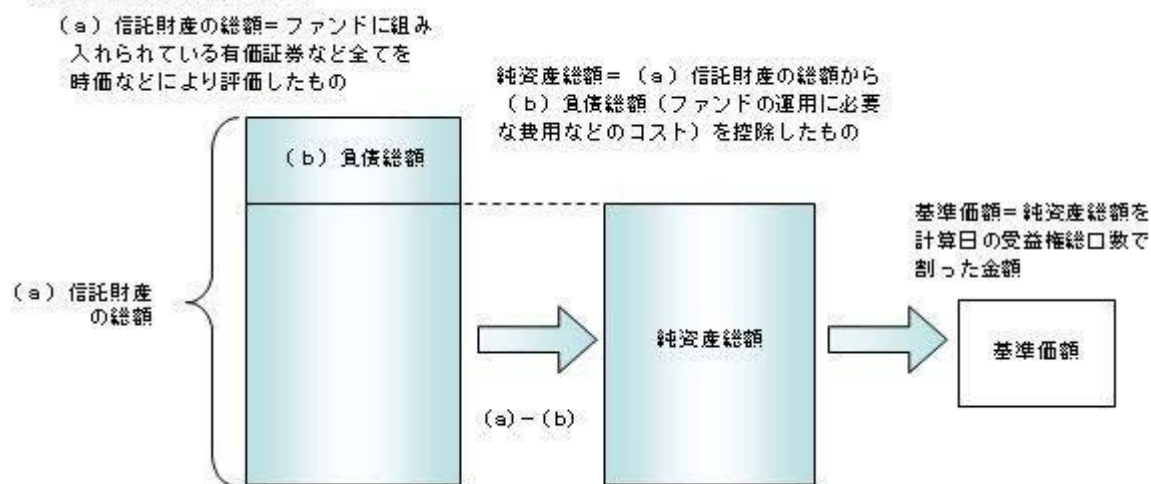 (a)信託財産の総額=ファンドに組み
入れられている有価証券など全てを
時価などにより評価したもの
純資産総額=(a)信託財産の総額から
(b)負債総額(ファンドの運用に必要
な費用などのコスト)を控除したもの
(b)負債総額
基準価額=純資産総額を
計算日の受益権総口数で
割った金額
(a)信託財産
の総額
純資産総額
基準価額
(a)-(b)